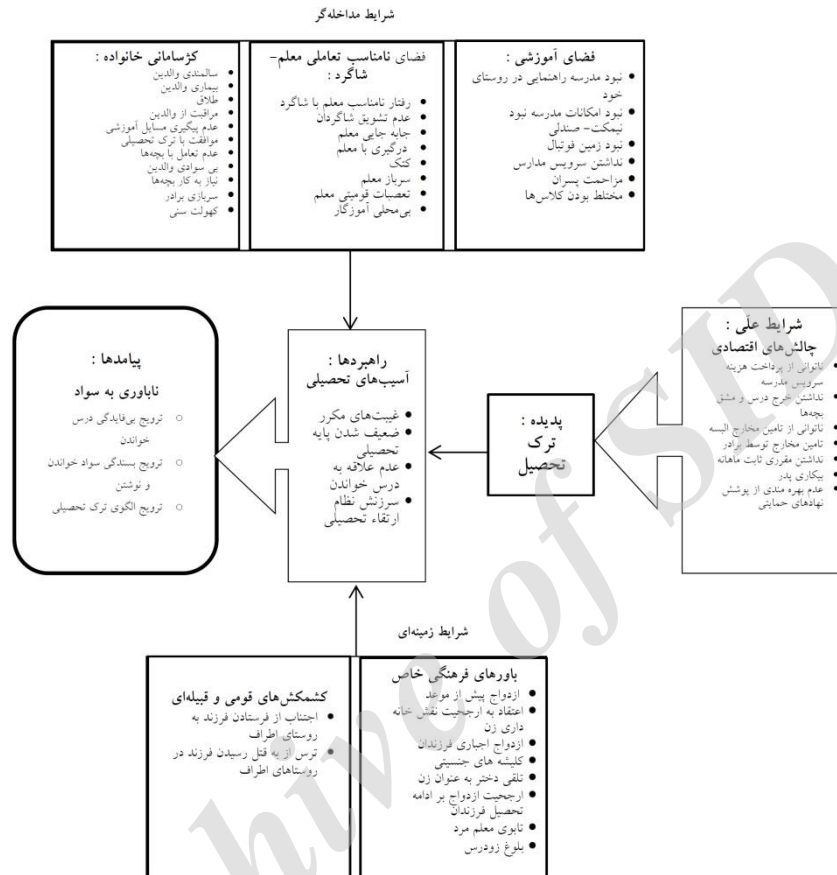 شرایط مداخله‌گر
فضای آموزشی :
نبود مدرسه راهنمایی در روستای
خود
نبود امکانات مدرسه نبود
نیمکت- صندلی
نبود زمین فوتبال
نداشتن سرویس مدارس
مزاحمت پسران
مختلط بودن کلاس‌ها
فضای نامناسب تعاملی معلم-
شاگرد :
رفتار نامناسب معلم با شاگرد
عدم تشویق شاگردان
جابه جایی معلم
درگیری با معلم
کتک
سرباز معلم
تعصبات قومیتی معلم
بی‌محلی آموزگار
کژسامانی خانواده :
سالمندی والدین
بیماری والدین
طلاق
مراقبت از والدین
عدم پیگیری مسایل آموزشی
موافقت با ترک تحصیلی
عدم تعامل با بچه‌ها
بی سوادی والدین
نیاز به کار بچه‌ها
سربازی برادر
کهولت سنی
شرایط علّی :
چالش‌های اقتصادی
ناتوانی از پرداخت هزینه
سرویس مدرسه
نداشتن خرج درس و مشق
بچه‌ها
ناتوانی از تامین مخارج البسه
تامین مخارج توسط برادر
نداشتن مقرری ثابت ماهانه
بیکاری پدر
عدم بهره مندی از پوشش
نهادهای حمایتی
پدیده :
ترک
تحصیل
راهبردها :
آسیب‌های تحصیلی
غیبت‌های مکرر
ضعیف شدن پایه
تحصیلی
عدم علاقه به
درس خواندن
سرزنش نظام
ارتقاء تحصیلی
پیامدها :
ناباوری به سواد
ترویج بی‌فایدگی درس
خواندن
ترویج بسندگی سواد خواندن
و نوشتن
ترویج الگوی ترک تحصیلی
شرایط زمینه‌ای
باورهای فرهنگی خاص
ازدواج پیش از موعد
اعتقاد به ارجحیت نقش خانه
داری زن
ازدواج اجباری فرزندان
کلیشه های جنسیتی
تلقی دختر به عنوان زن
ارجحیت ازدواج بر ادامه
تحصیل فرزندان
تابوی معلم مرد
بلوغ زودرس
کشمکش‌های قومی و قبیله‌ای
اجتناب از فرستادن فرزند به
روستای اطراف
ترس از به قتل رسیدن فرزند در
روستاهای اطراف
hive of SID